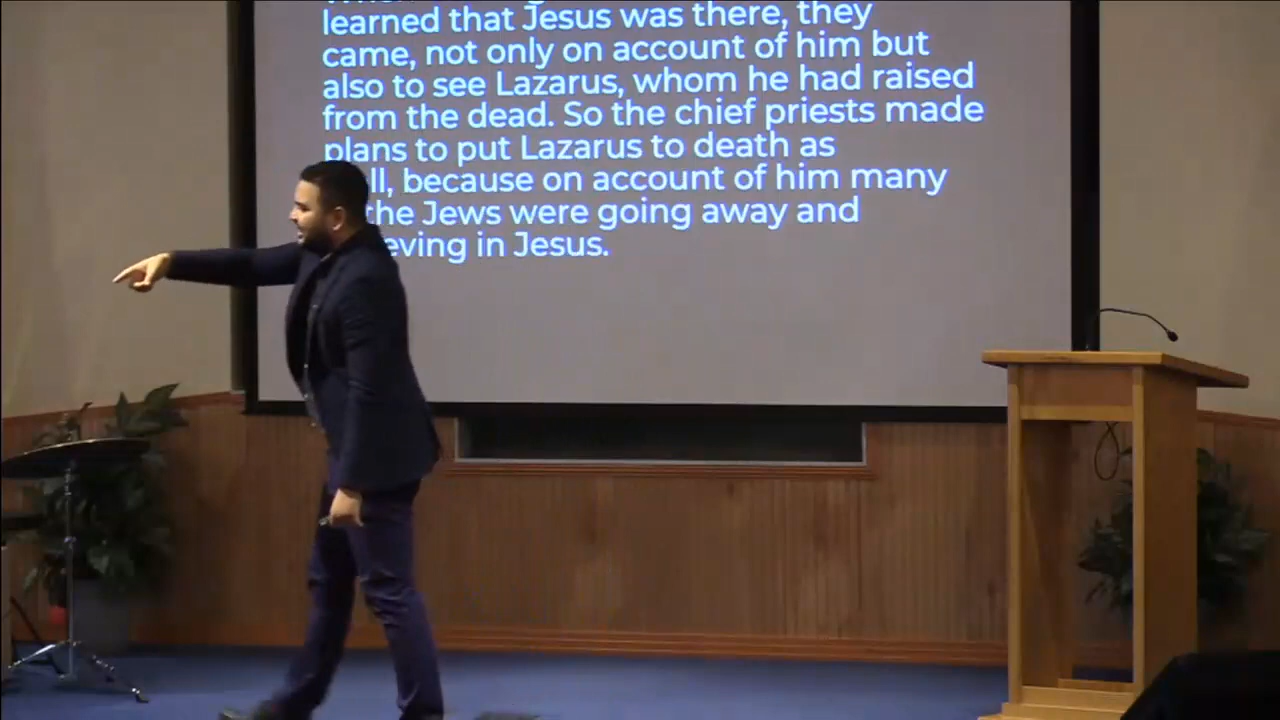 learned that Jesus was there, they
came, not only on account of him but
also to see Lazarus, whom he had raised
from the dead. So the chief priests made
plans to put Lazarus to death as
ll, because on account of him many
the Jews were going away and
eving in Jesus.